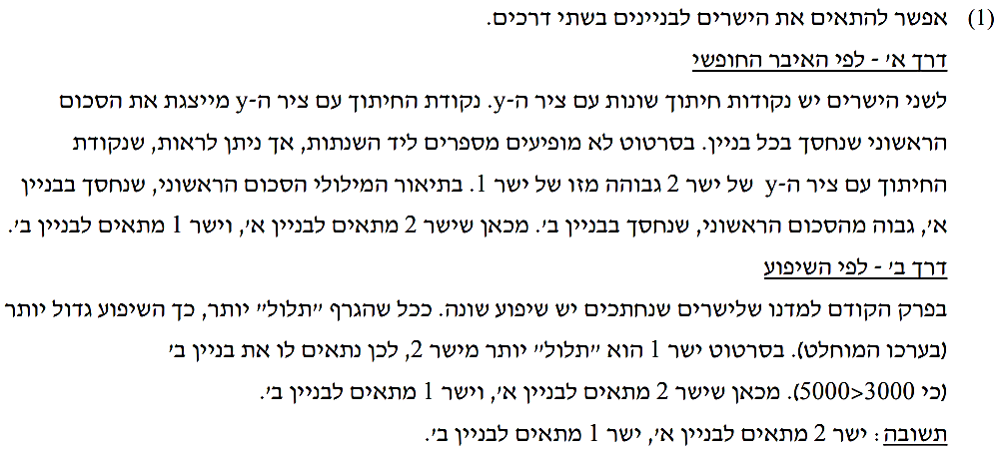 (1) אפשר להתאים את הישרים לבניינים בשתי דרכים.
דרך א׳ - לפי האיבר החופשי
לשני הישרים יש נקודות חיתוך שונות עם ציר ה-y. נקודת החיתוך עם ציר ה-y מייצגת את הסכום
הראשוני שנחסך בכל בניין. בסרטוט לא מופיעים מספרים ליד השנתות, אך ניתן לראות, שנקודת
החיתוך עם ציר ה-y של ישר 2 גבוהה מזו של ישר 1. בתיאור המילולי הסכום הראשוני, שנחסך בבניין
א׳, גבוה מהסכום הראשוני, שנחסך בבניין ב׳. מכאן שישר 2 מתאים לבניין א׳, וישר 1 מתאים לבניין ב׳.
דרך ב׳ - לפי השיפוע
בפרק הקודם למדנו שלישרים שנחתכים יש שיפוע שונה. ככל שהגרף ״תלול״ יותר, כך השיפוע גדול יותר
(בערכו המוחלט). בסרטוט ישר 1 הוא ״תלול״ יותר מישר 2, לכן נתאים לו את בניין ב׳
(כי 5000>3000). מכאן שישר 2 מתאים לבניין א׳, וישר 1 מתאים לבניין ב׳.
תשובה: ישר 2 מתאים לבניין א׳, ישר 1 מתאים לבניין ב׳.